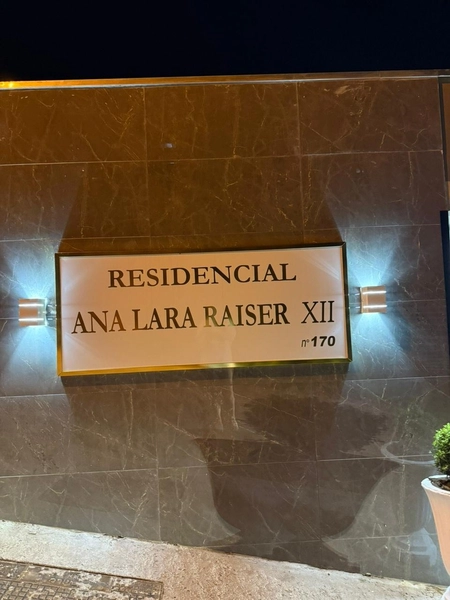 RESIDENCIAL
ANA LARA RAISER XII
nº170